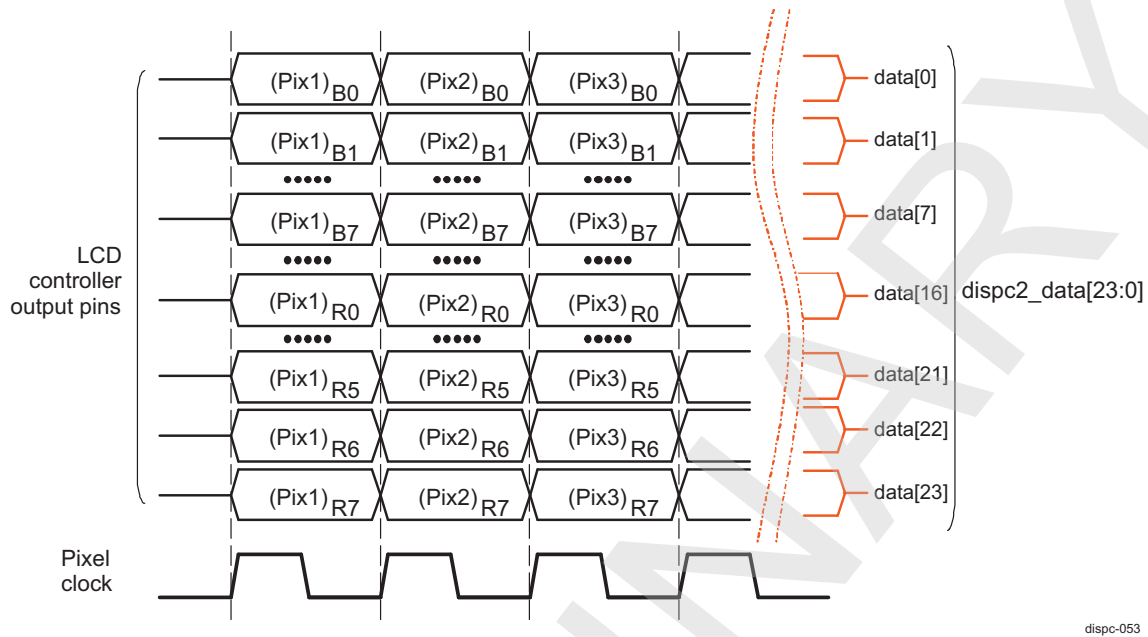 (Pix1)B0 (Pix2)B0 (Pix3)B0 data[0]
(Pix1)B1 (Pix2)B1 (Pix3)B1 data[1]
(Pix1)B7 (Pix2)B7 (Pix3)B7 data[7]
LCD
controller
output pins
(Pix1)R0 (Pix2)R0 (Pix3)R0 data[16] dispc2_data[23:0]
(Pix1)R5 (Pix2)R5 (Pix3)R5 data[21]
(Pix1)R6 (Pix2)R6 (Pix3)R6 data[22]
(Pix1)R7 (Pix2)R7 (Pix3)R7 data[23]
Pixel
clock
dispc-053
INARY